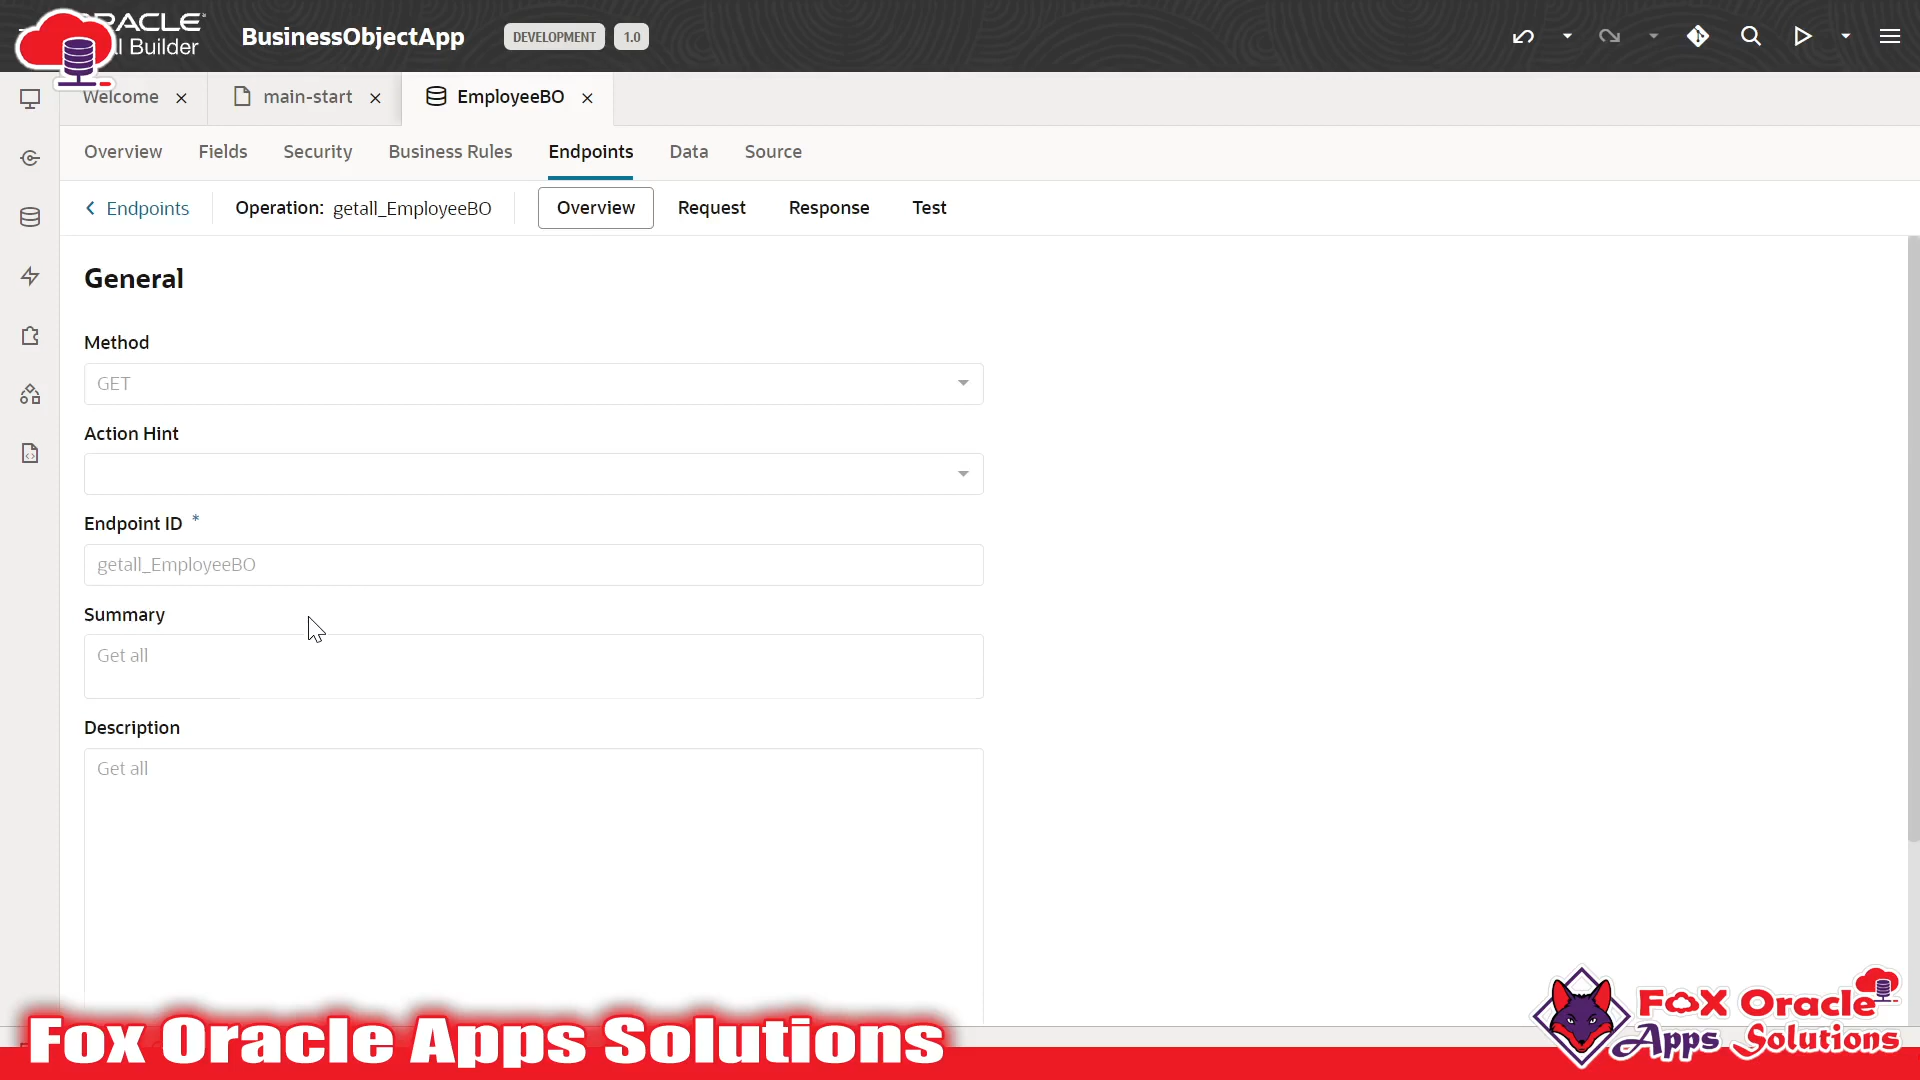 ORACLE
Builder
BusinessObjectApp
DEVELOPMENT
1.0
Welcome
main-start
EmployeeBO
Overview
Fields
Security
Business Rules
Endpoints
Data
Source
Endpoints
Operation: getall_EmployeeBO
Overview
Request
Response
Test
General
Method
GET
Action Hint
Endpoint ID *
getall_EmployeeBO
Summary
Get all
Description
Get all
Fox Oracle Apps Solutions
FoX Oracle
Apps Solutions